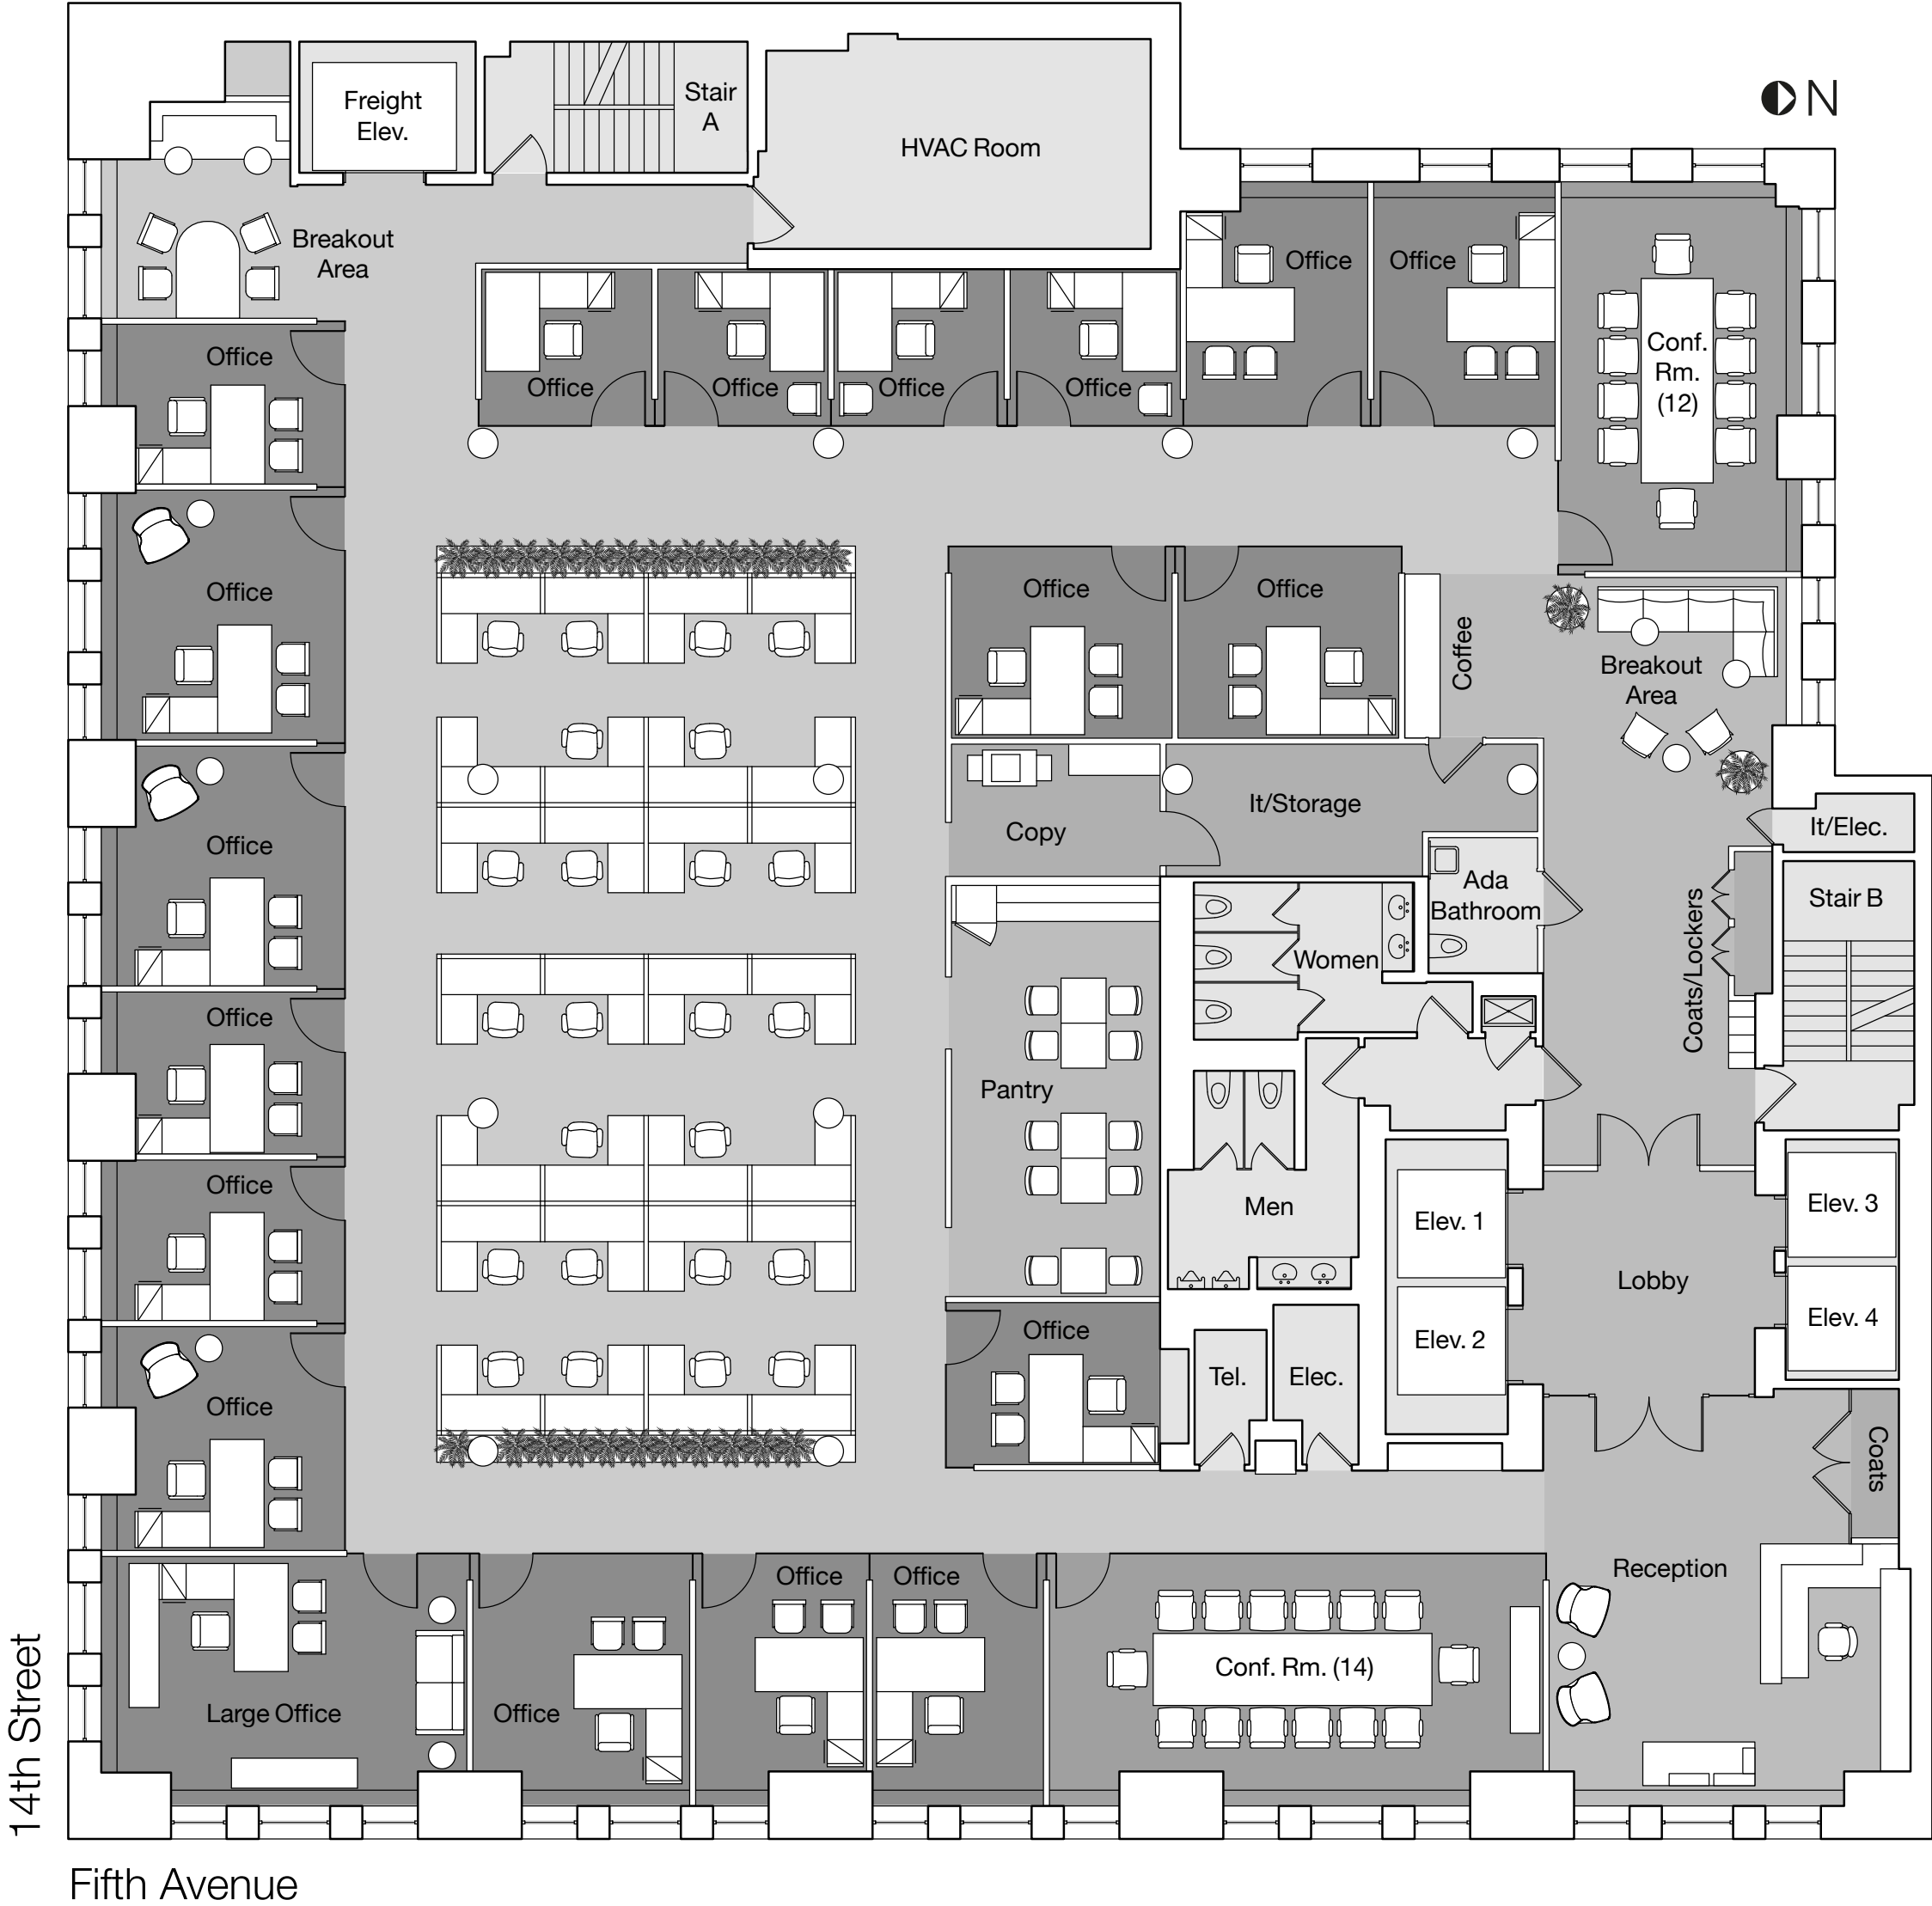 Freight
Elev.
Stair
A
HVAC Room
N
Breakout
Area
Office
Office
Office
Office
Office
Office
Office
Conf.
Rm.
(12)
Office
Office
Office
Coffee
Breakout
Area
Office
Copy
It/Storage
It/Elec.
Ada
Bathroom
Stair B
Coats/Lockers
Women
Office
Pantry
Office
Men
Elev. 1
Elev. 3
Lobby
Elev. 2
Elev. 4
Office
Office
Tel.
Elec.
Coats
Large Office
Office
Office
Office
Conf. Rm. (14)
Reception
14th Street
Fifth Avenue